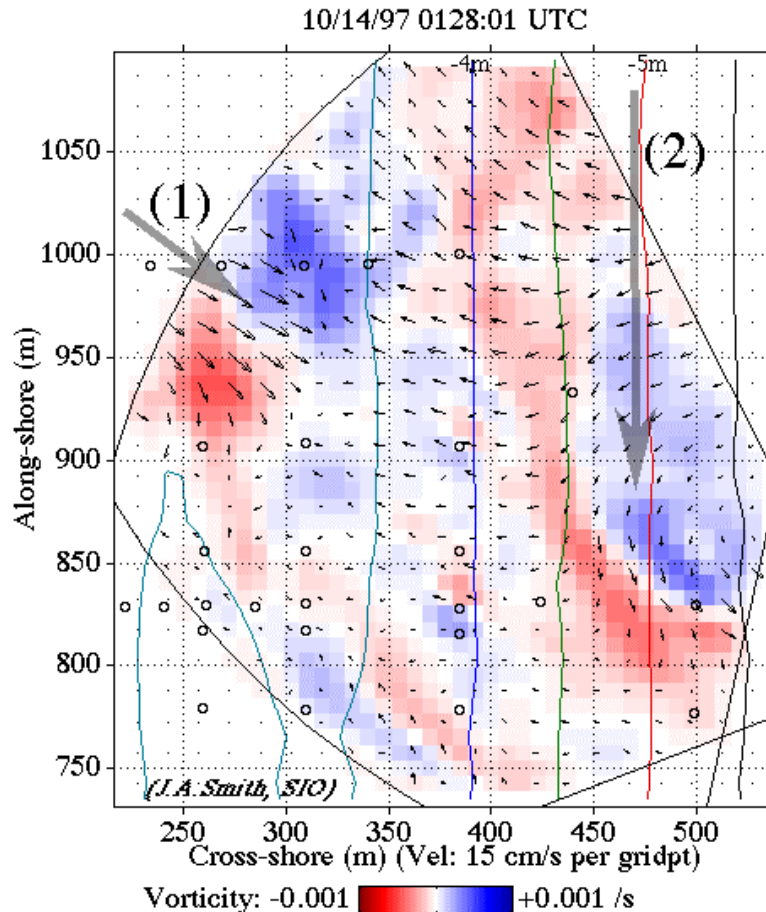 10/14/97 0128:01 UTC
-4m
-5m
(1)
(2)
1050
1000
950
900
850
800
750
Along-shore (m)
(J.A.Smith, SIO)
250 300 350 400 450 500
Cross-shore (m) (Vel: 15 cm/s per gridpt)
Vorticity: -0.001 +0.001 /s